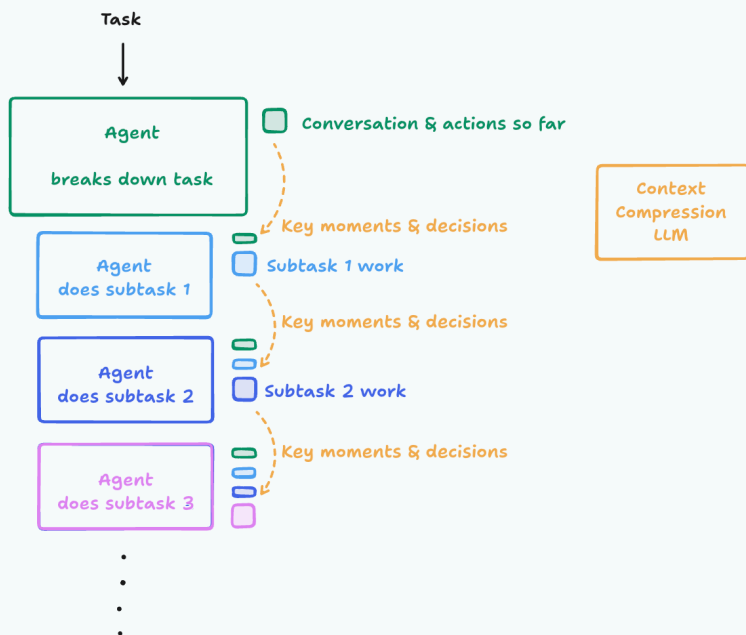 Task
Agent
breaks down task
Conversation & actions so far
Key moments & decisions
Context
Compression
LLM
Agent
does subtask 1
Subtask 1 work
Key moments & decisions
Agent
does subtask 2
Subtask 2 work
Key moments & decisions
Agent
does subtask 3